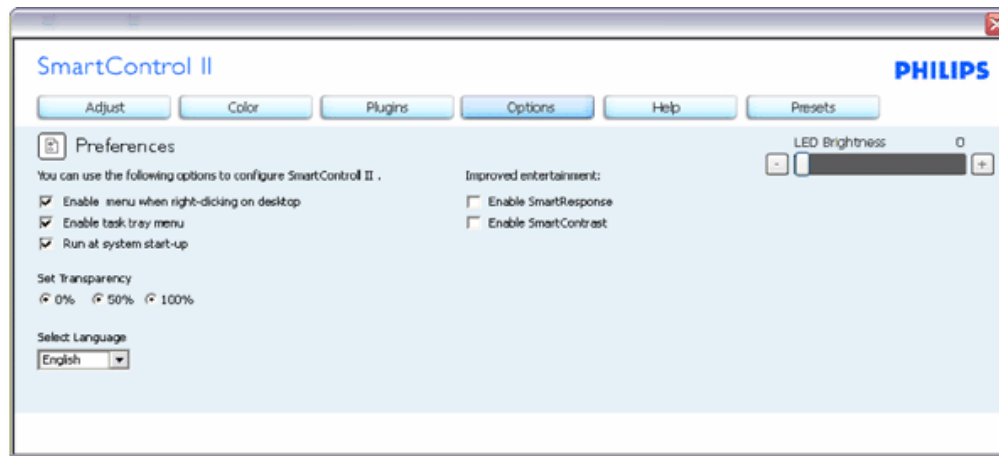 SmartControl II
PHILIPS
Adjust Color Plugins Options Help Presets
Preferences
LED Brightness 0
- +
You can use the following options to configure SmartControl II .
Enable menu when right-clicking on desktop
Enable task tray menu
Run at system start-up
Improved entertainment:
Enable SmartResponse
Enable SmartContrast
Set Transparency
0% 50% 100%
Select Language
English